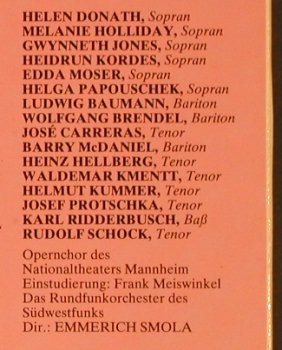 HELEN DONATH, Sopran
MELANIE HOLLIDAY, Sopran
GWYNNETH JONES, Sopran
HEIDRUN KORDES, Sopran
EDDA MOSER, Sopran
HELGA PAPOUSCHEK, Sopran
LUDWIG BAUMANN, Bariton
WOLFGANG BRENDEL, Bariton
JOSÉ CARRERAS, Tenor
BARRY McDANIEL, Bariton
HEINZ HELLBERG, Tenor
WALDEMAR KMENTT, Tenor
HELMUT KUMMER, Tenor
JOSEF PROTSCHKA, Tenor
KARL RIDDERBUSCH, Baß
RUDOLF SCHOCK, Tenor
Opernchor des
Nationaltheaters Mannheim
Einstudierung: Frank Meiswinkel
Das Rundfunkorchester des
Südwestfunks
Dir.: EMMERICH SMOLA